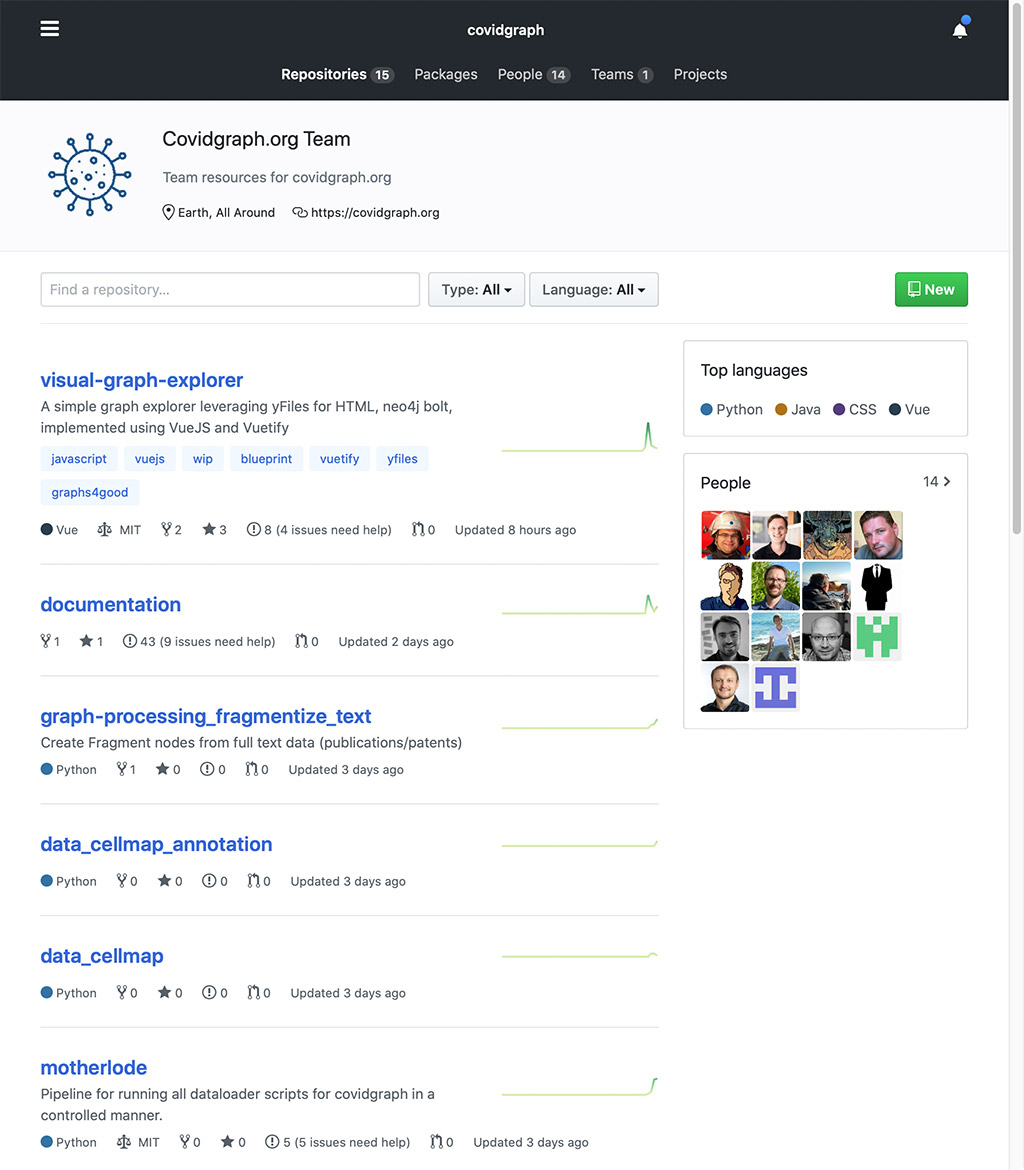 covidgraph
Repositories 15 Packages People 14 Teams 1 Projects
Covidgraph.org Team
Team resources for covidgraph.org
Earth, All Around https://covidgraph.org
Find a repository... Type: All Language: All New
visual-graph-explorer
A simple graph explorer leveraging yFiles for HTML, neo4j bolt,
implemented using VueJS and Vuetify
javascript vuejs wip blueprint vuetify yfiles
graphs4good
Vue MIT 2 3 8 (4 issues need help) 0 Updated 8 hours ago
documentation
1 1 43 (9 issues need help) 0 Updated 2 days ago
graph-processing_fragmentize_text
Create Fragment nodes from full text data (publications/patents)
Python 1 0 0 0 Updated 3 days ago
data_cellmap_annotation
Python 0 0 0 0 Updated 3 days ago
data_cellmap
Python 0 0 0 0 Updated 3 days ago
motherlode
Pipeline for running all dataloader scripts for covidgraph in a
controlled manner.
Python MIT 0 0 5 (5 issues need help) 0 Updated 3 days ago
Top languages
Python Java CSS Vue
People 14